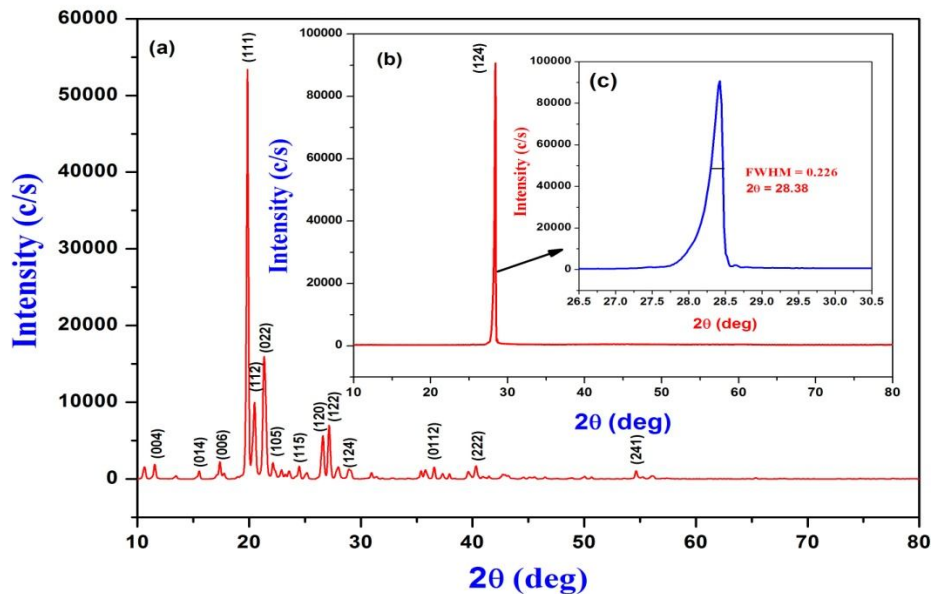 (a)
Intensity (c/s)
60000
50000
40000
30000
20000
10000
0
(004)
(014)
(006)
(111)
(112)
(022)
(105)
(115)
(120)
(122)
(124)
(0112)
(222)
(241)
10 20 30 40 50 60 70 80
2θ (deg)
(b)
Intensity (c/s)
100000
80000
60000
40000
20000
0
(124)
10 20 30 40 50 60 70 80
2θ (deg)
(c)
Intensity (c/s)
100000
80000
60000
40000
20000
0
FWHM = 0.226
2θ = 28.38
26.5 27.0 27.5 28.0 28.5 29.0 29.5 30.0 30.5
2θ (deg)